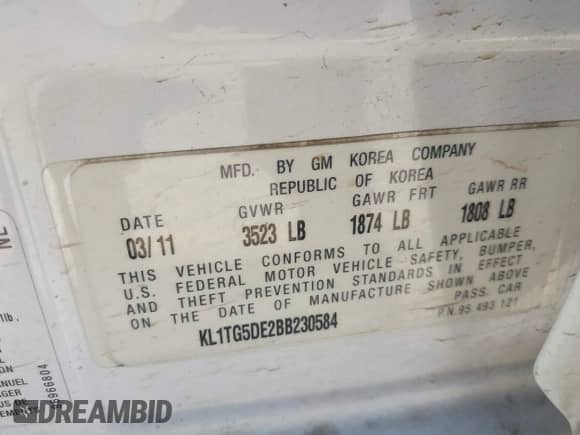 MFD. BY GM KOREA COMPANY
REPUBLIC OF KOREA
DATE GVWR GAWR FRT GAWR RR
03/11 3523 LB 1874 LB 1808 LB
THIS VEHICLE CONFORMS TO ALL APPLICABLE
U.S. FEDERAL MOTOR VEHICLE SAFETY, BUMPER,
AND THEFT PREVENTION STANDARDS IN EFFECT
ON THE DATE OF MANUFACTURE SHOWN ABOVE
PASS. CAR
KL1TG5DE2BB230584
P/N.95 493 121
DREAMBID